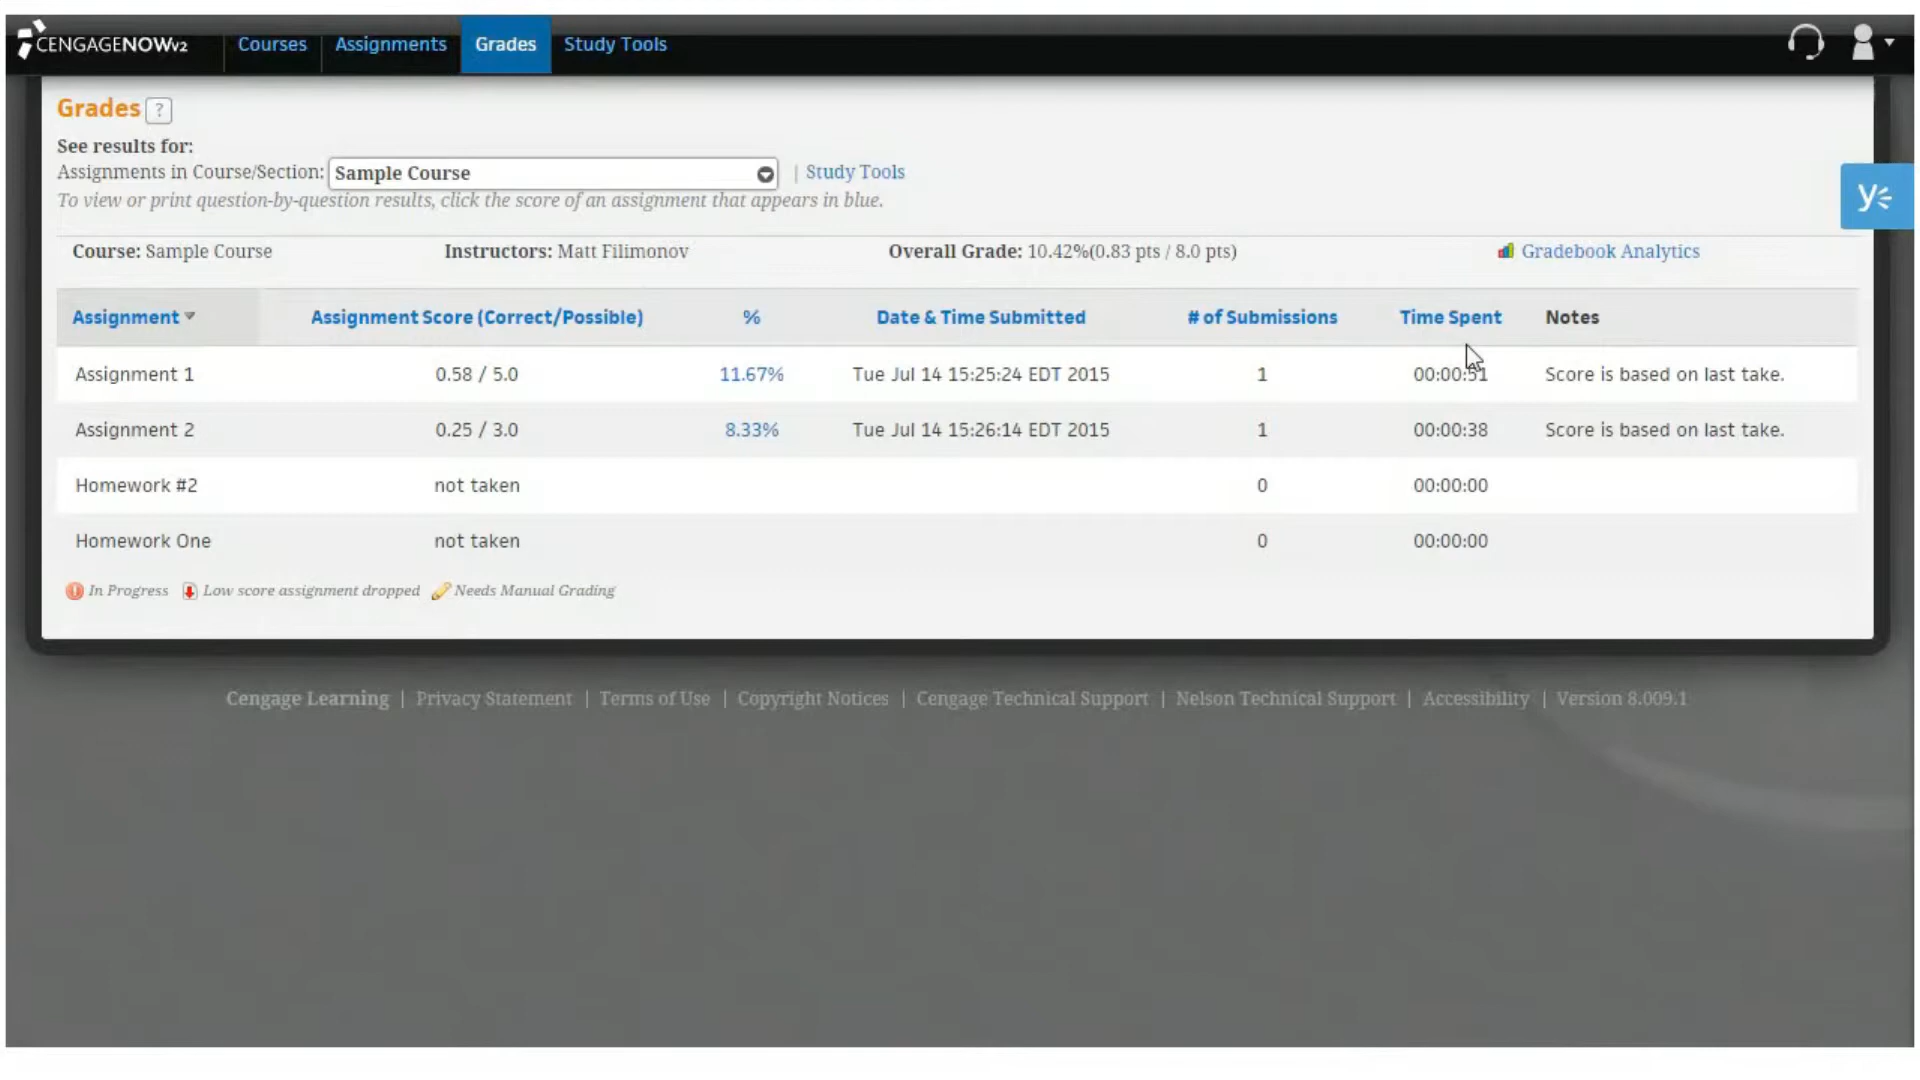 CENGAGENOWv2 Courses Assignments Grades Study Tools
Grades ?
See results for:
Assignments in Course/Section: Sample Course | Study Tools
To view or print question-by-question results, click the score of an assignment that appears in blue.
Course: Sample Course Instructors: Matt Filimonov Overall Grade: 10.42%(0.83 pts / 8.0 pts) Gradebook Analytics
Assignment Assignment Score (Correct/Possible) % Date & Time Submitted # of Submissions Time Spent Notes
Assignment 1 0.58 / 5.0 11.67% Tue Jul 14 15:25:24 EDT 2015 1 00:00:51 Score is based on last take.
Assignment 2 0.25 / 3.0 8.33% Tue Jul 14 15:26:14 EDT 2015 1 00:00:38 Score is based on last take.
Homework #2 not taken 0 00:00:00
Homework One not taken 0 00:00:00
In Progress Low score assignment dropped Needs Manual Grading
Cengage Learning | Privacy Statement | Terms of Use | Copyright Notices | Cengage Technical Support | Nelson Technical Support | Accessibility | Version 8.009.1